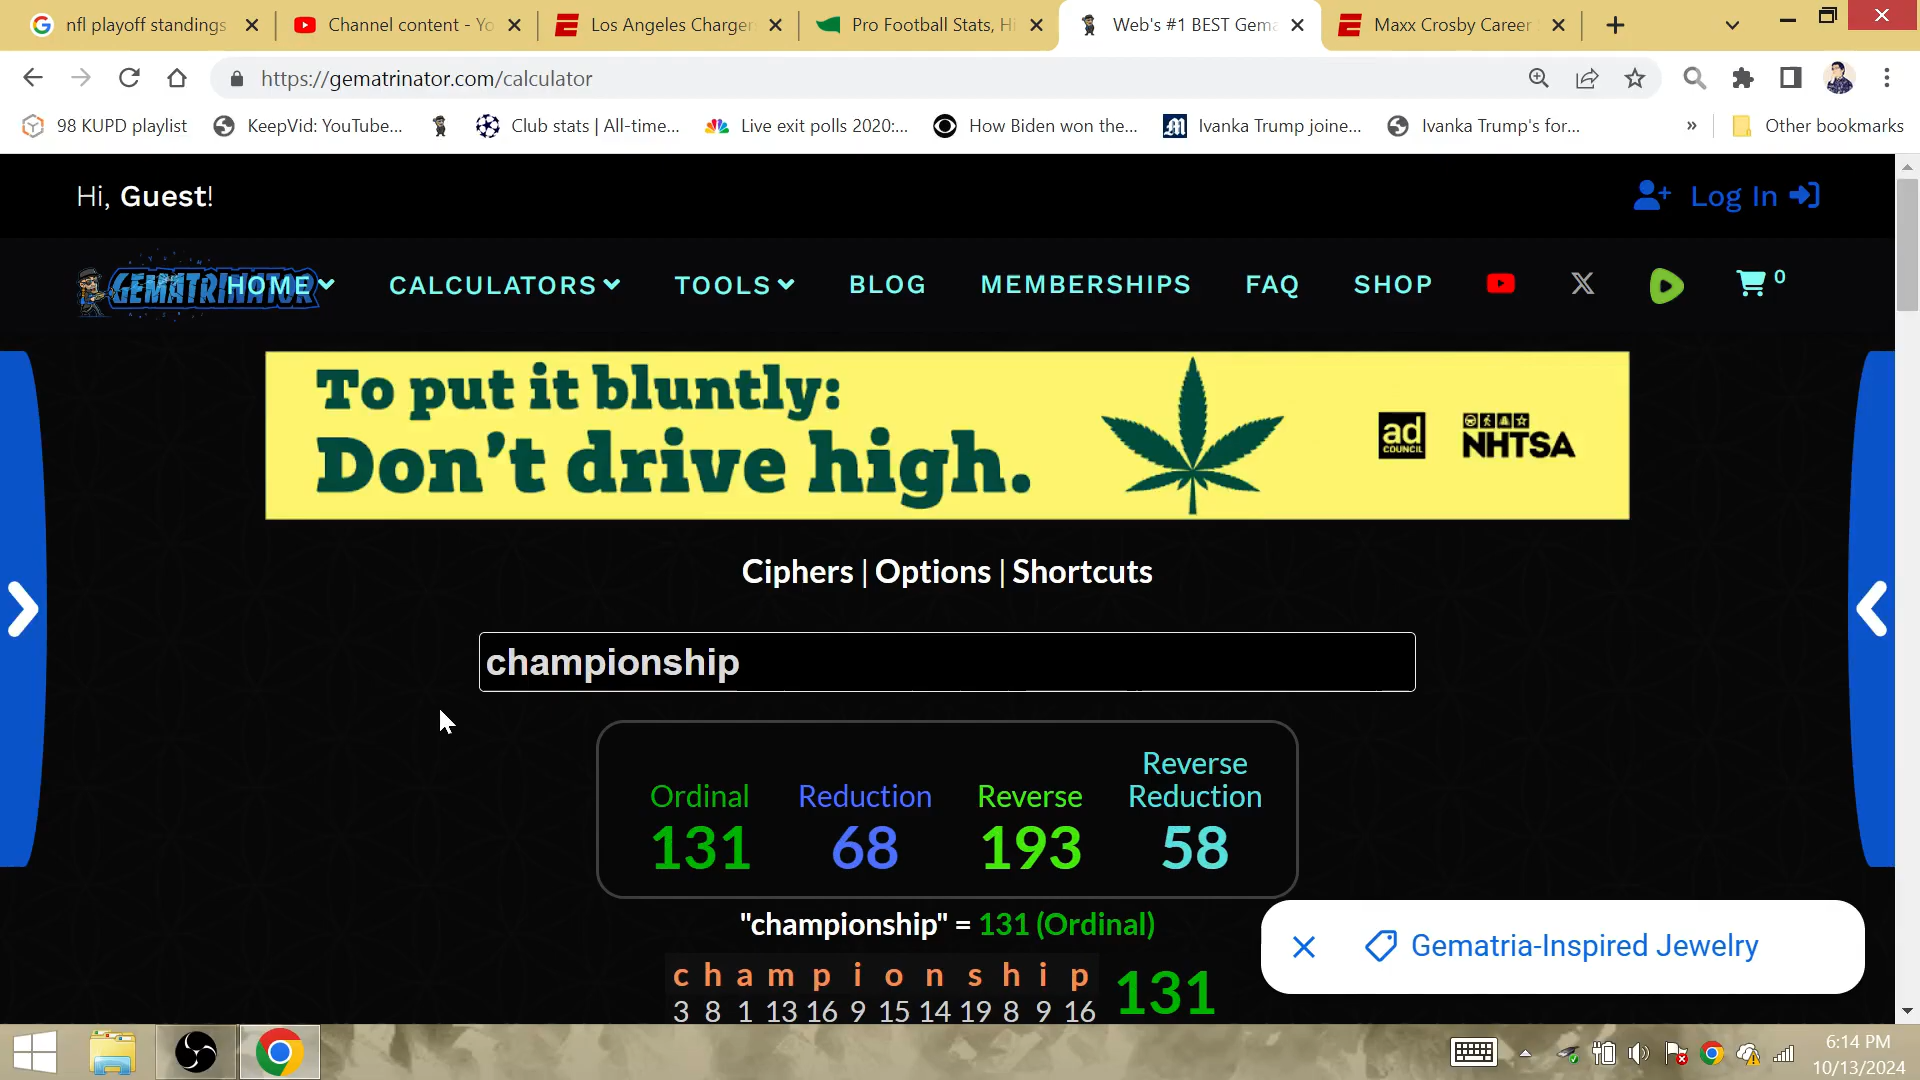 nfl playoff standings
Channel content - Yo
Los Angeles Charger
Pro Football Stats, Hi
Web's #1 BEST Gema
Maxx Crosby Career
https://gematrinator.com/calculator
98 KUPD playlist
KeepVid: YouTube...
Club stats | All-time...
Live exit polls 2020:...
How Biden won the...
Ivanka Trump joine...
Ivanka Trump's for...
»
Other bookmarks
Hi, Guest!
Log In
GEMATRINATOR
HOME
CALCULATORS
TOOLS
BLOG
MEMBERSHIPS
FAQ
SHOP
0
To put it bluntly:
Don't drive high.
ad
COUNCIL
NHTSA
Ciphers | Options | Shortcuts
championship
Ordinal
131
Reduction
68
Reverse
193
Reverse
Reduction
58
"championship" = 131 (Ordinal)
c h a m p i o n s h i p 131
3 8 1 13 16 9 15 14 19 8 9 16
Gematria-Inspired Jewelry
6:14 PM
10/13/2024